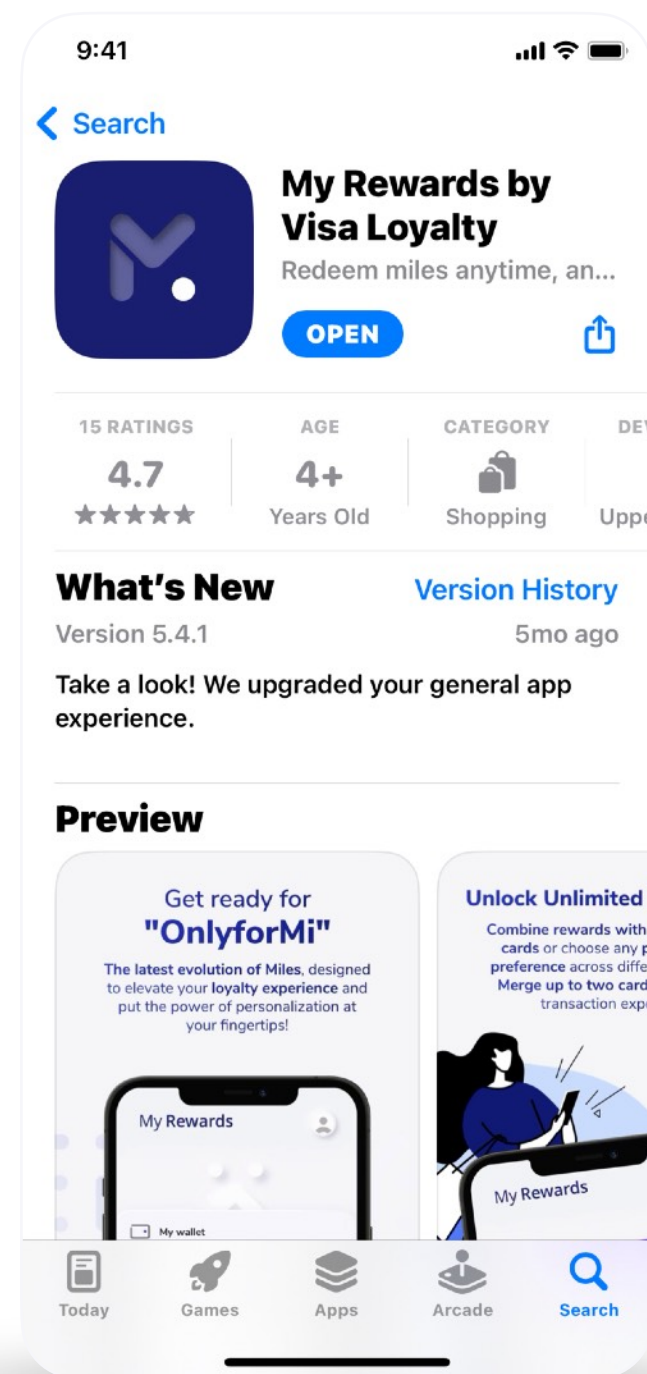 9:41
Search
My Rewards by
Visa Loyalty
Redeem miles anytime, an...
OPEN
15 RATINGS
4.7
AGE
4+
Years Old
CATEGORY
Shopping
DEV
Uppe
What's New
Version History
Version 5.4.1
5mo ago
Take a look! We upgraded your general app
experience.
Preview
Get ready for
"OnlyforMi"
The latest evolution of Miles, designed
to elevate your loyalty experience and
put the power of personalization at
your fingertips!
My Rewards
My wallet
Unlock Unlimited
Combine rewards with
cards or choose any p
preference across diffe
Merge up to two card
transaction expe
My Rewards
Today
Games
Apps
Arcade
Search